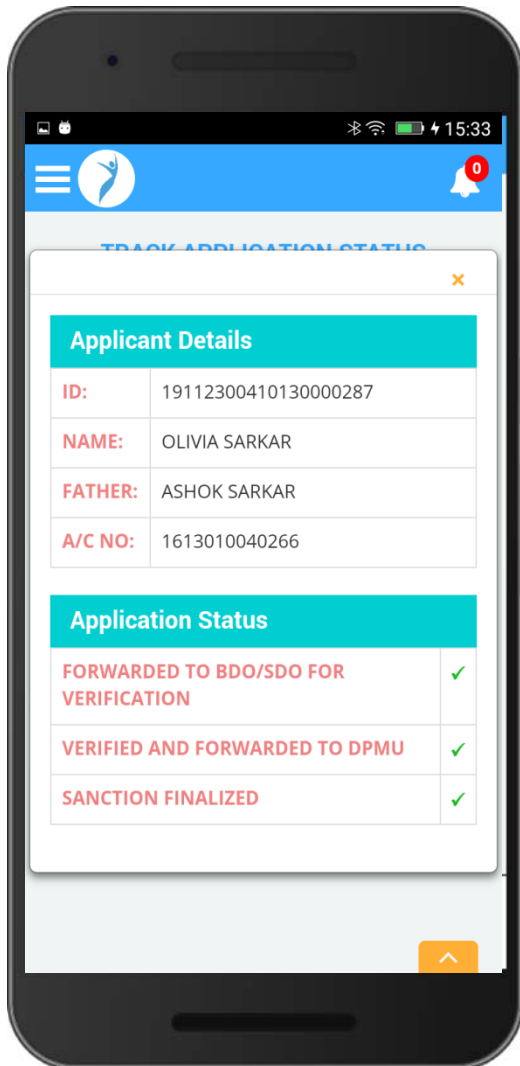 15:33
0
TRACK APPLICATION STATUS
×
Applicant Details
ID: 19112300410130000287
NAME: OLIVIA SARKAR
FATHER: ASHOK SARKAR
A/C NO: 1613010040266
Application Status
FORWARDED TO BDO/SDO FOR
VERIFICATION ✓
VERIFIED AND FORWARDED TO DPMU ✓
SANCTION FINALIZED ✓